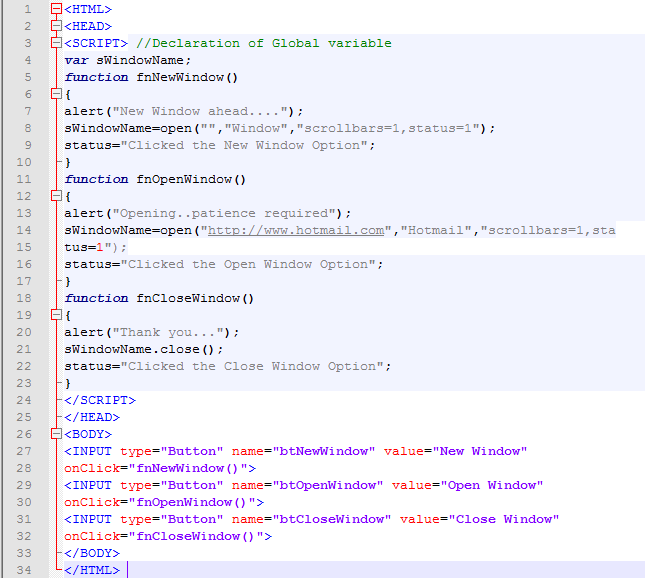 1 <HTML>
2 <HEAD>
3 <SCRIPT> //Declaration of Global variable
4 var sWindowName;
5 function fnNewWindow()
6 {
7 alert("New Window ahead....");
8 sWindowName=open("","Window","scrollbars=1,status=1");
9 status="Clicked the New Window Option";
10 }
11 function fnOpenWindow()
12 {
13 alert("Opening..patience required");
14 sWindowName=open("http://www.hotmail.com","Hotmail","scrollbars=1,sta
15 tus=1");
16 status="Clicked the Open Window Option";
17 }
18 function fnCloseWindow()
19 {
20 alert("Thank you...");
21 sWindowName.close();
22 status="Clicked the Close Window Option";
23 }
24 </SCRIPT>
25 </HEAD>
26 <BODY>
27 <INPUT type="Button" name="btNewWindow" value="New Window"
28 onClick="fnNewWindow()">
29 <INPUT type="Button" name="btOpenWindow" value="Open Window"
30 onClick="fnOpenWindow()">
31 <INPUT type="Button" name="btCloseWindow" value="Close Window"
32 onClick="fnCloseWindow()">
33 </BODY>
34 </HTML>